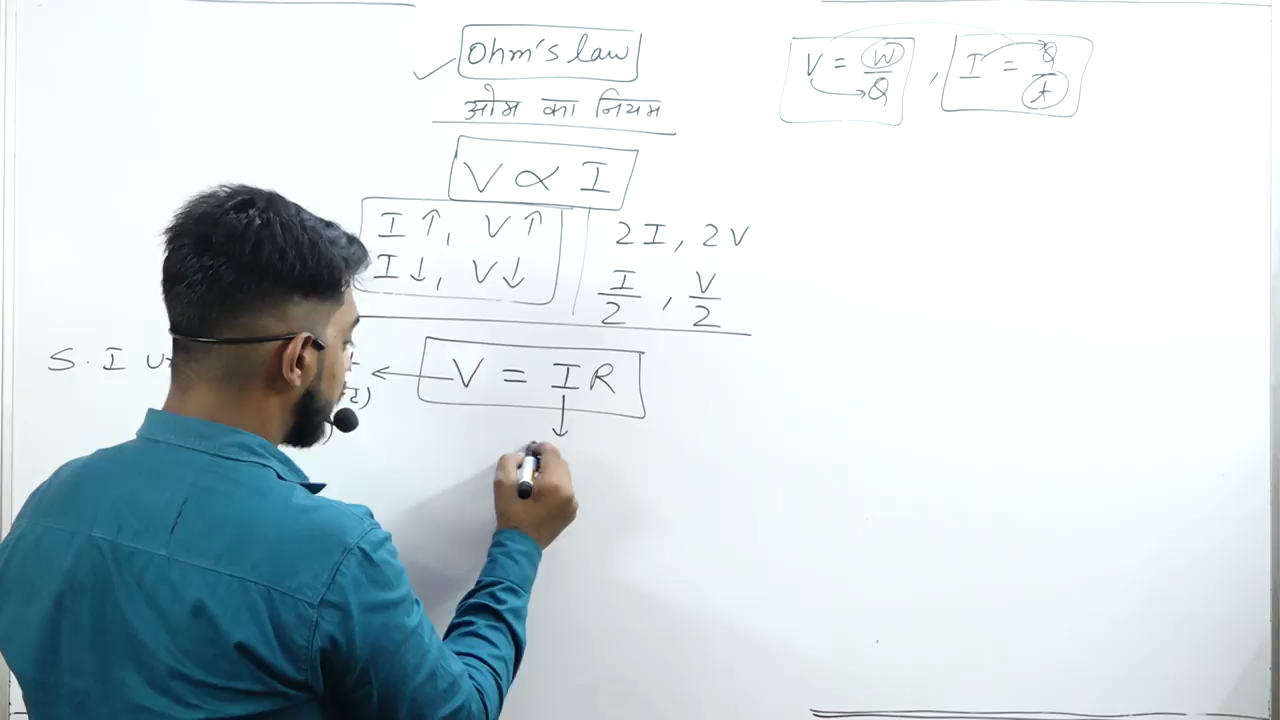 Ohm's law
ओम का नियम
V = W/Q , I = Q/t
V ∝ I
I ↑, V ↑
I ↓, V ↓
2I, 2V
I/2 , V/2
S.I
← V = IR
↓